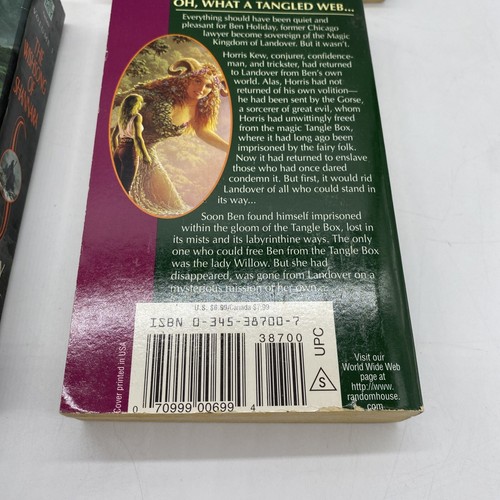 OH, WHAT A TANGLED WEB...
Everything should have been quiet and
pleasant for Ben Holiday, former Chicago
lawyer become sovereign of the Magic
Kingdom of Landover. But it wasn't.
Horris Kew, conjurer, confidence-
man, and trickster, had returned
to Landover from Ben's own
world. Alas, Horris had not
returned of his own volition—
he had been sent by the Gorse,
a sorcerer of great evil, whom
Horris had unwittingly freed
from the magic Tangle Box,
where it had long ago been
imprisoned by the fairy folk.
Now it had returned to enslave
those who had once dared
condemn it. But first, it would rid
Landover of all who could stand in
its way...
Soon Ben found himself imprisoned
within the gloom of the Tangle Box, lost in
its mists and its labyrinthine ways. The only
one who could free Ben from the Tangle Box
was the lady Willow. But she had
disappeared, was gone from Landover on a
mysterious mission of her own...
U.S. $6.99/Canada $7.99
ISBN 0-345-38700-7
38700
UPC
S
0 70999 00699 4
Cover printed in USA
Visit our
World Wide Web
page at
http://www.
randomhouse.
com
OF
SHANNARA